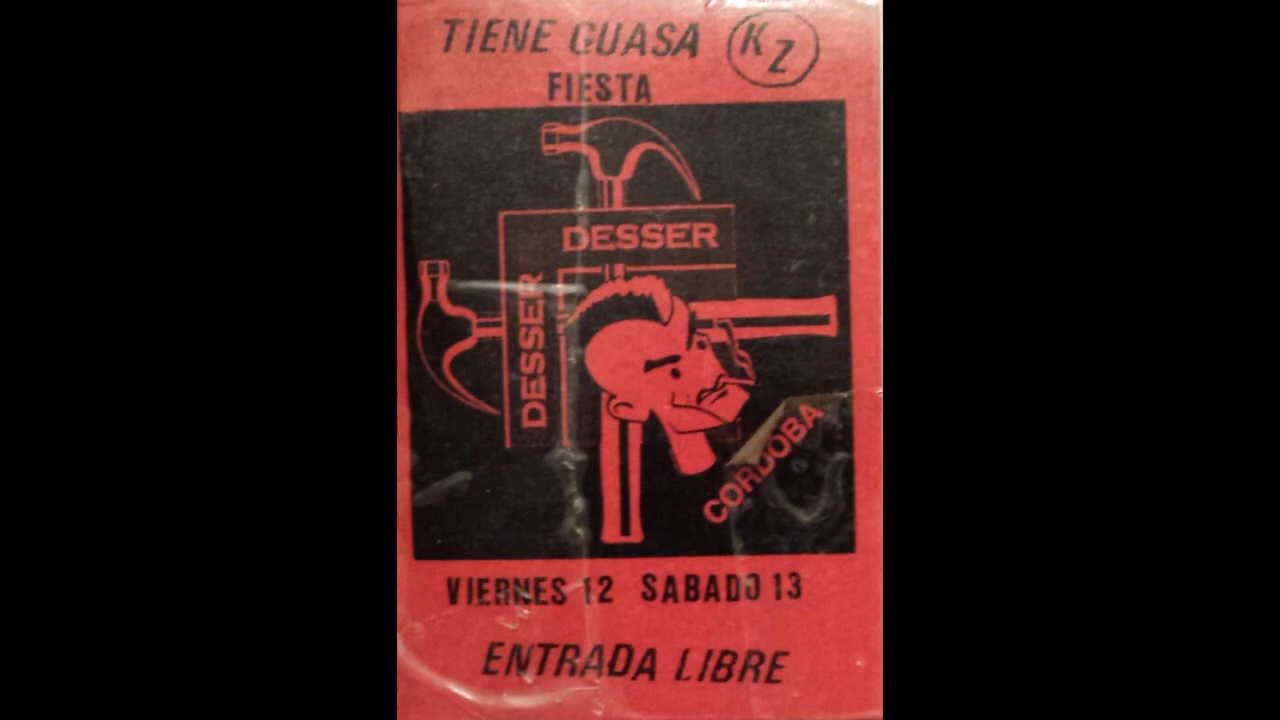 TIENE GUASA
KZ
FIESTA
DESSER
DESSER
CORDOBA
VIERNES 12 SABADO 13
ENTRADA LIBRE